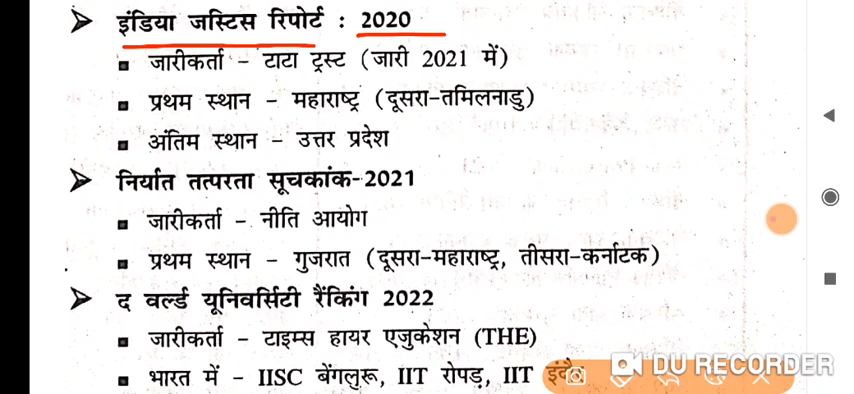 ➤ इंडिया जस्टिस रिपोर्ट : 2020
▪ जारीकर्ता – टाटा ट्रस्ट (जारी 2021 में)
▪ प्रथम स्थान – महाराष्ट्र (दूसरा–तमिलनाडु)
▪ अंतिम स्थान – उत्तर प्रदेश
➤ निर्यात तत्परता सूचकांक-2021
▪ जारीकर्ता – नीति आयोग
▪ प्रथम स्थान – गुजरात (दूसरा–महाराष्ट्र, तीसरा–कर्नाटक)
➤ द वर्ल्ड यूनिवर्सिटी रैंकिंग 2022
▪ जारीकर्ता – टाइम्स हायर एजुकेशन (THE)
▪ भारत में – IISC बेंगलुरू, IIT रोपड़, IIT
DU RECORDER